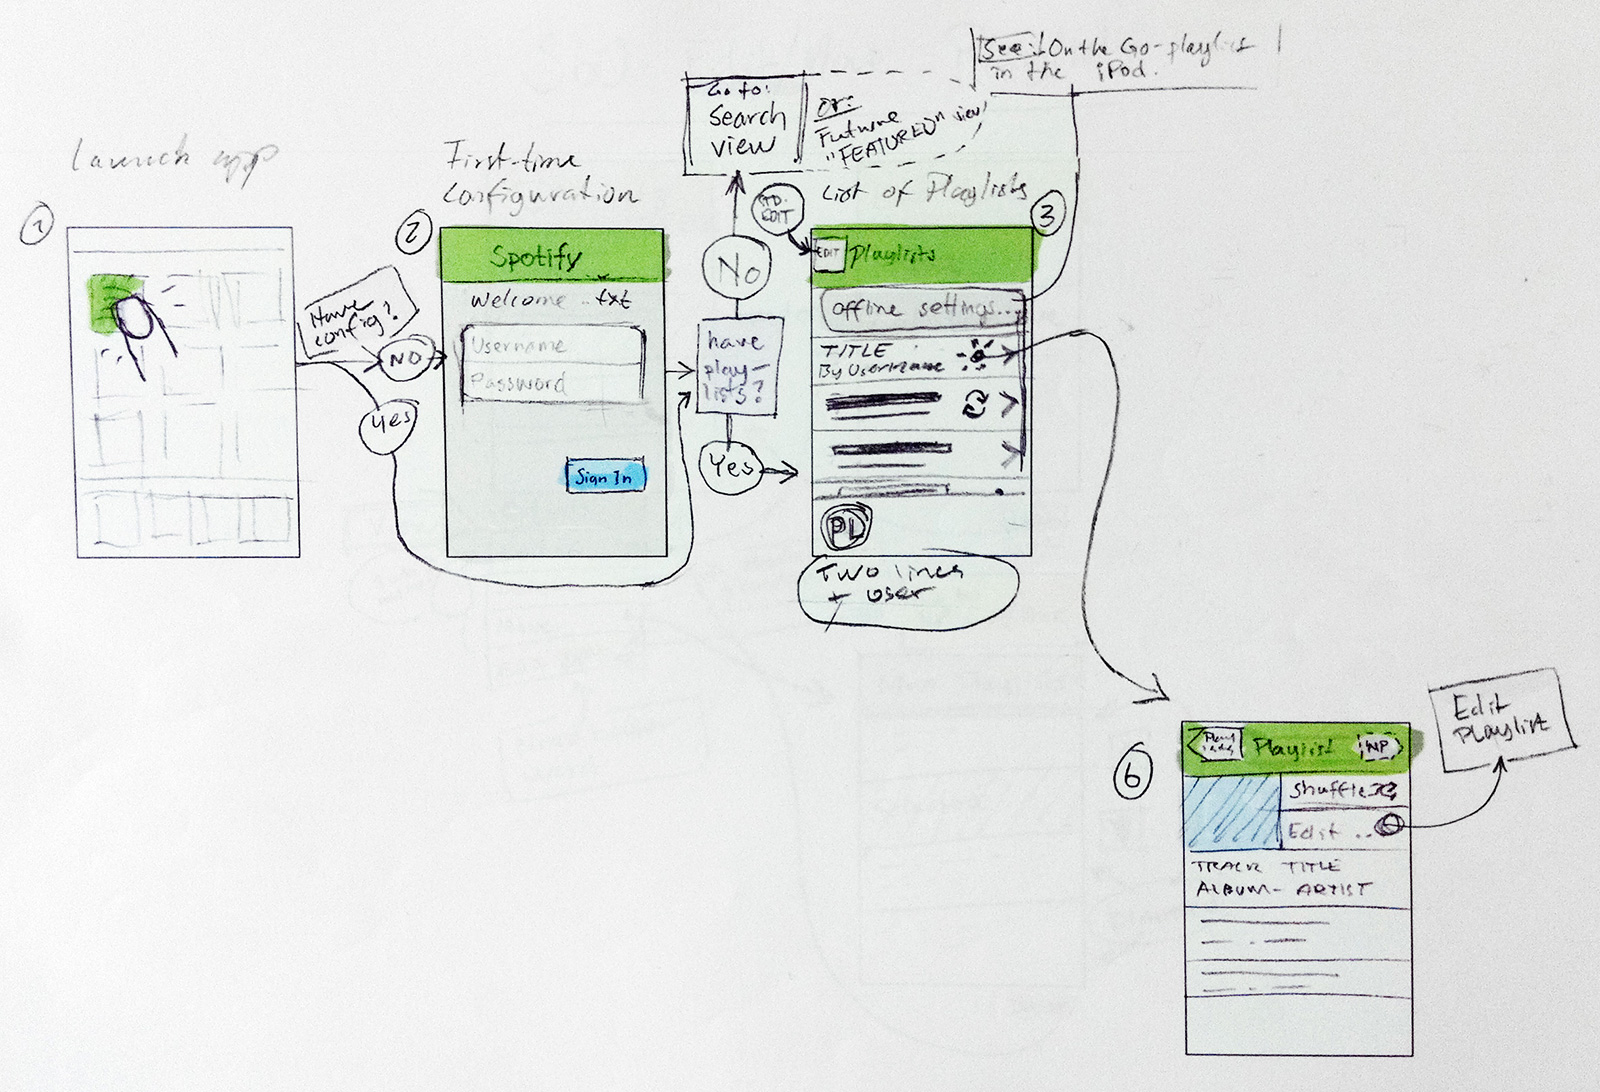 See: On the Go-playlist
in the iPod.
Go to:
Search
view
or:
Future
"FEATURED" view
Launch app
First-time
configuration
List of Playlists
1
2
3
STD.
EDIT
Have
config?
NO
Yes
Spotify
Welcome ..txt
Username
Password
Sign In
No
have
play-
lists?
Yes
EDIT
Playlists
offline settings...
TITLE
By Username
PL
Two lines
+ user
6
Playlist
NP
Shuffle
Edit ..
TRACK TITLE
ALBUM - ARTIST
Edit
Playlist